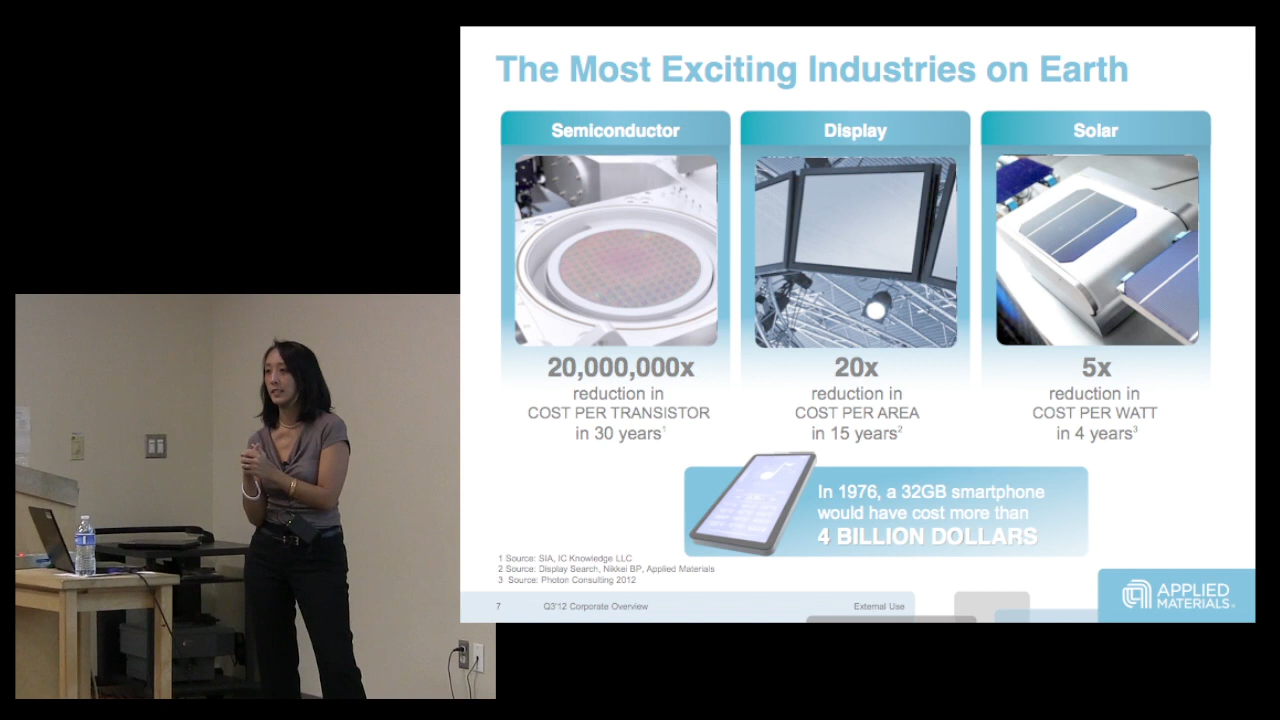 The Most Exciting Industries on Earth
Semiconductor
Display
Solar
20,000,000x
reduction in
COST PER TRANSISTOR
in 30 years1
20x
reduction in
COST PER AREA
in 15 years2
5x
reduction in
COST PER WATT
in 4 years3
In 1976, a 32GB smartphone
would have cost more than
4 BILLION DOLLARS
1 Source: SIA, IC Knowledge LLC
2 Source: Display Search, Nikkei BP, Applied Materials
3 Source: Photon Consulting 2012
7
Q3'12 Corporate Overview
External Use
APPLIED
MATERIALS®